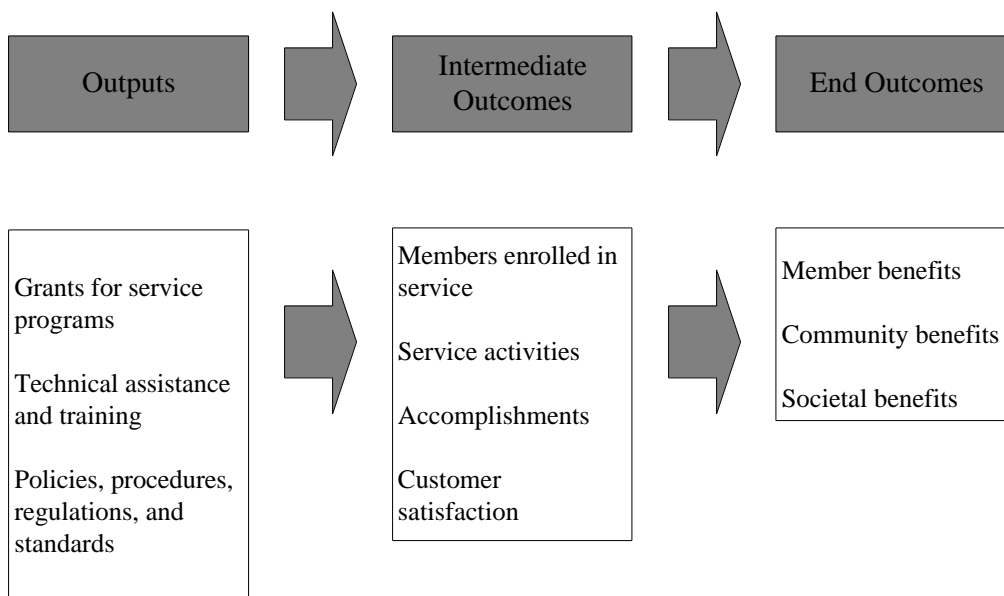 Outputs
Intermediate
Outcomes
End Outcomes
Grants for service
programs
Technical assistance
and training
Policies, procedures,
regulations, and
standards
Members enrolled in
service
Service activities
Accomplishments
Customer
satisfaction
Member benefits
Community benefits
Societal benefits